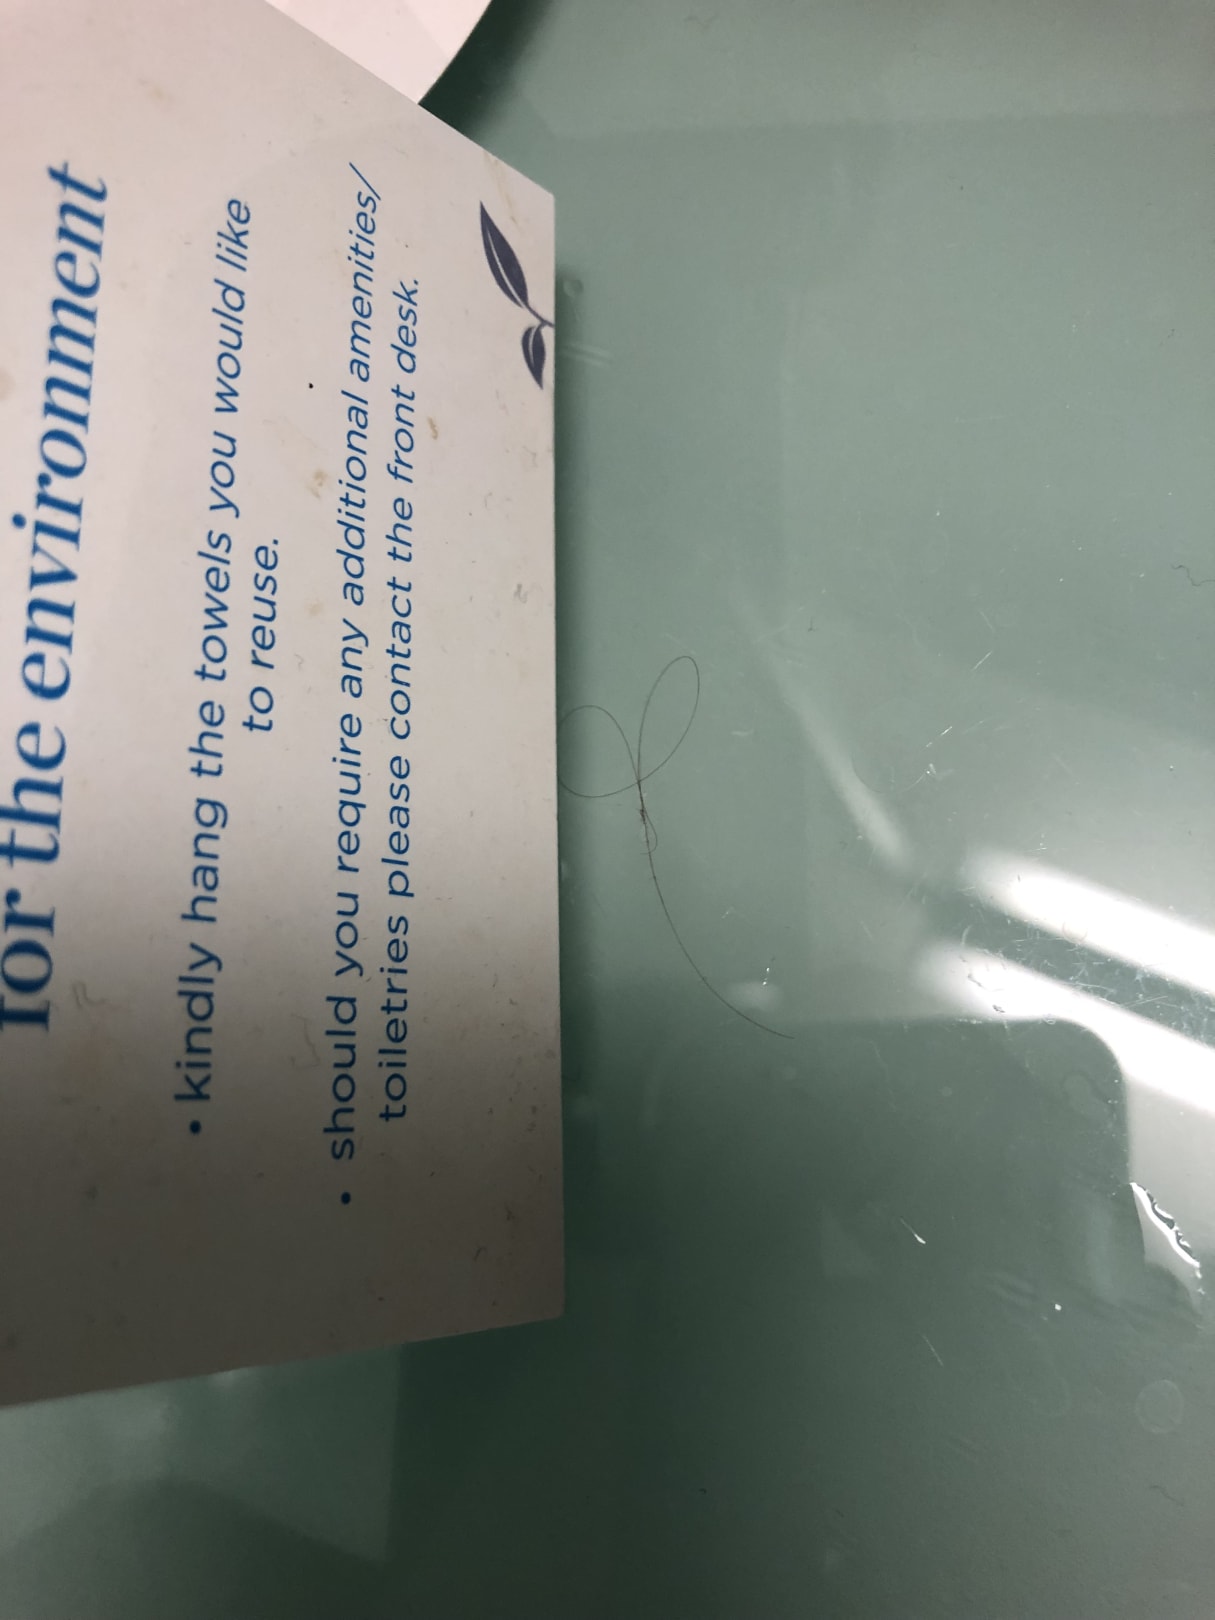 for the environment
• kindly hang the towels you would like
to reuse.
• should you require any additional amenities/
toiletries please contact the front desk.